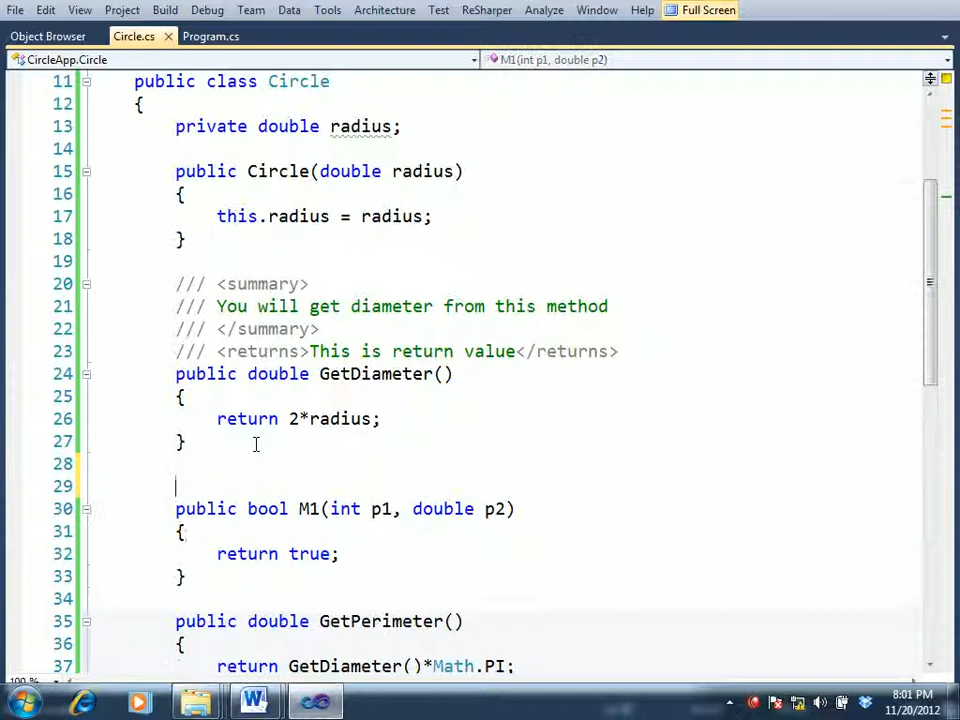 File Edit View Project Build Debug Team Data Tools Architecture Test ReSharper Analyze Window Help Full Screen
Object Browser Circle.cs Program.cs
CircleApp.Circle M1(int p1, double p2)
11 public class Circle
12 {
13 private double radius;
14
15 public Circle(double radius)
16 {
17 this.radius = radius;
18 }
19
20 /// <summary>
21 /// You will get diameter from this method
22 /// </summary>
23 /// <returns>This is return value</returns>
24 public double GetDiameter()
25 {
26 return 2*radius;
27 }
28
29
30 public bool M1(int p1, double p2)
31 {
32 return true;
33 }
34
35 public double GetPerimeter()
36 {
37 return GetDiameter()*Math.PI;
100 %
8:01 PM
11/20/2012